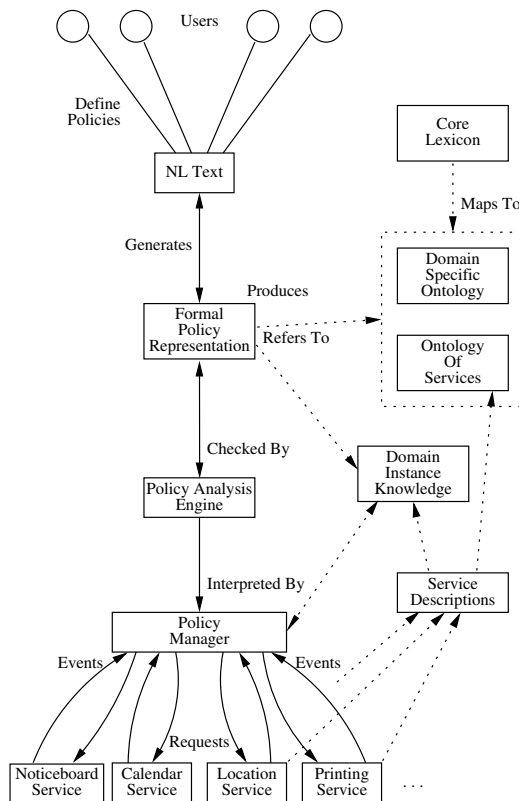 Users
Define
Policies
NL Text
Core
Lexicon
Maps To
Generates
Domain
Specific
Ontology
Produces
Formal
Policy
Representation
Refers To
Ontology
Of
Services
Checked By
Domain
Instance
Knowledge
Policy Analysis
Engine
Interpreted By
Service
Descriptions
Policy
Manager
Events
Events
Requests
Noticeboard
Service
Calendar
Service
Location
Service
Printing
Service
. . .